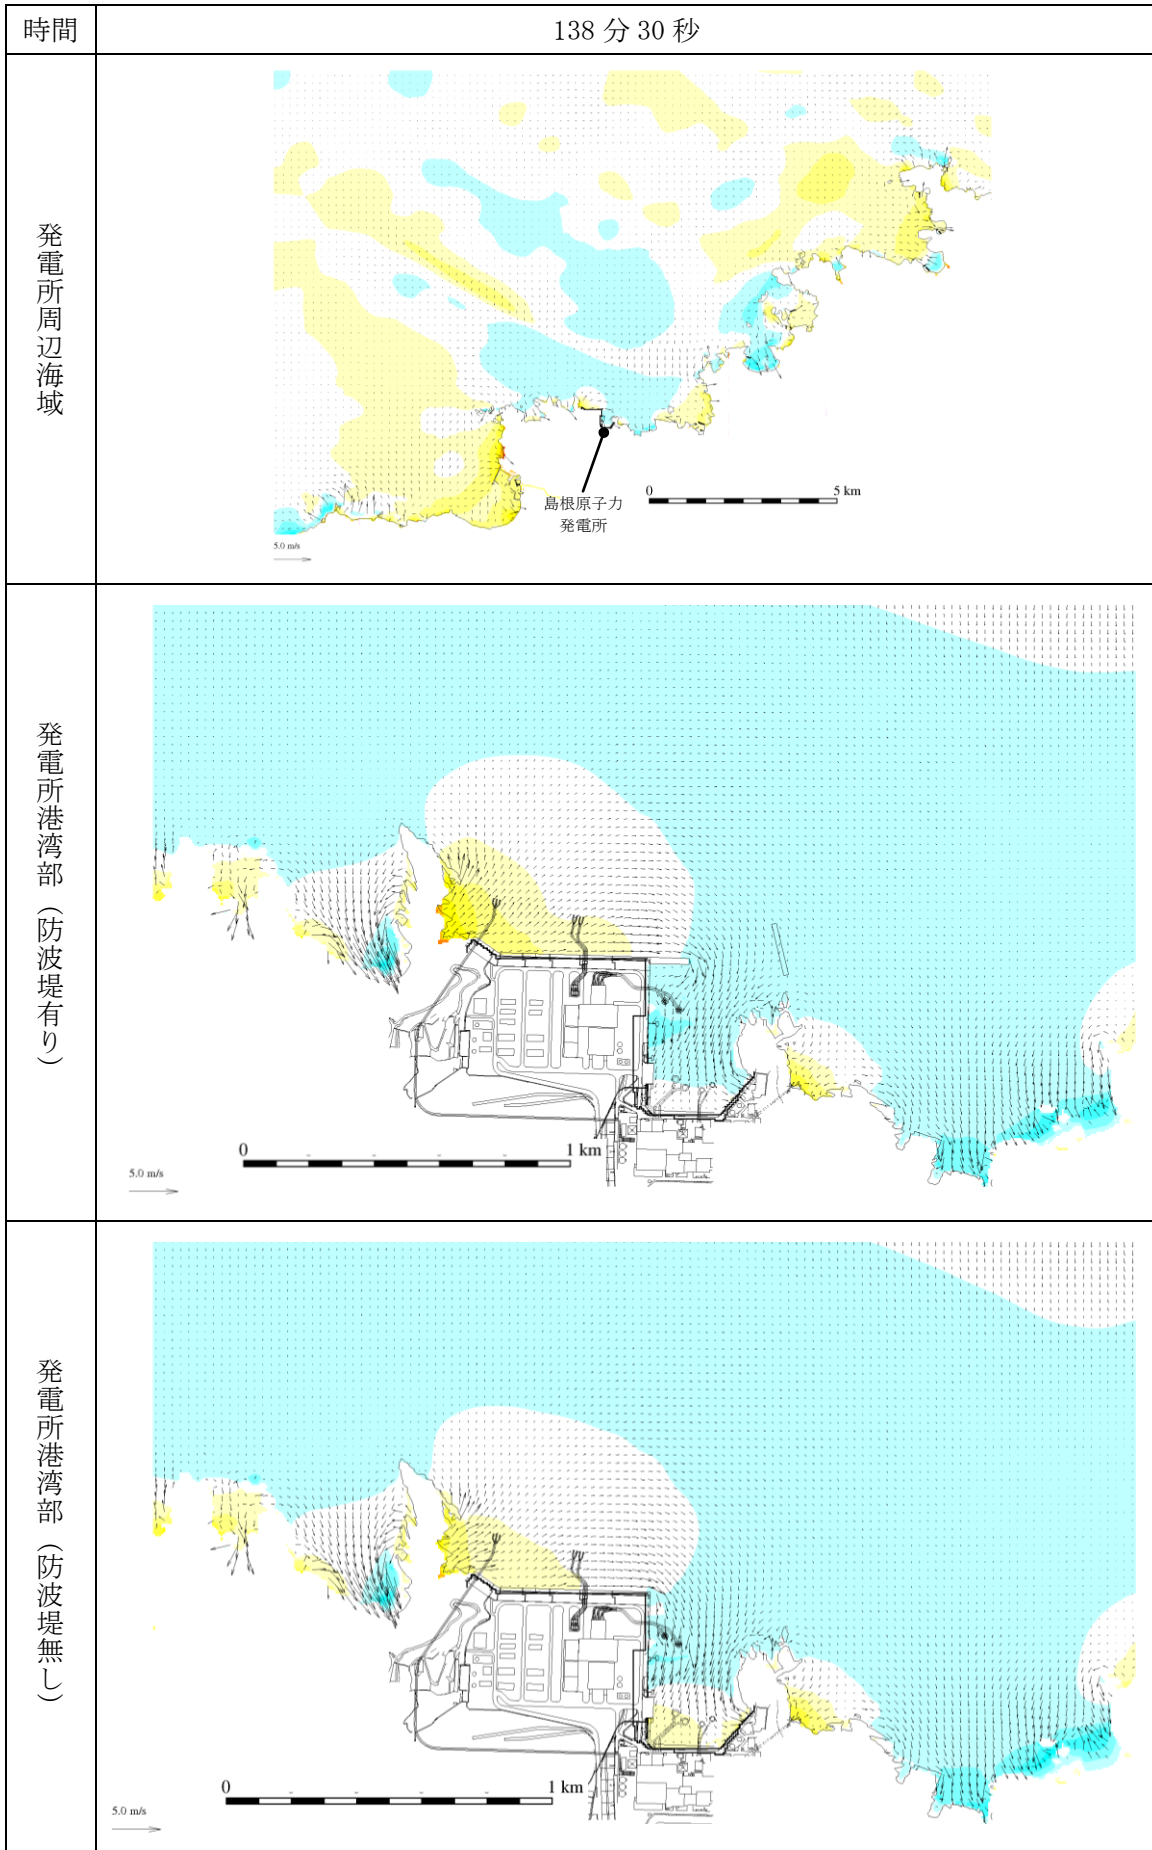 時間
138 分 30 秒
発電所周辺海域
島根原子力
発電所
0 5 km
5.0 m/s
発電所港湾部（防波堤有り）
0 1 km
5.0 m/s
発電所港湾部（防波堤無し）
0 1 km
5.0 m/s